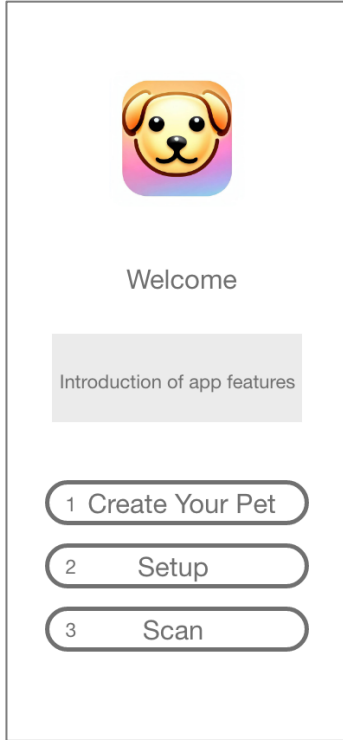 Welcome
Introduction of app features
1 Create Your Pet
2 Setup
3 Scan